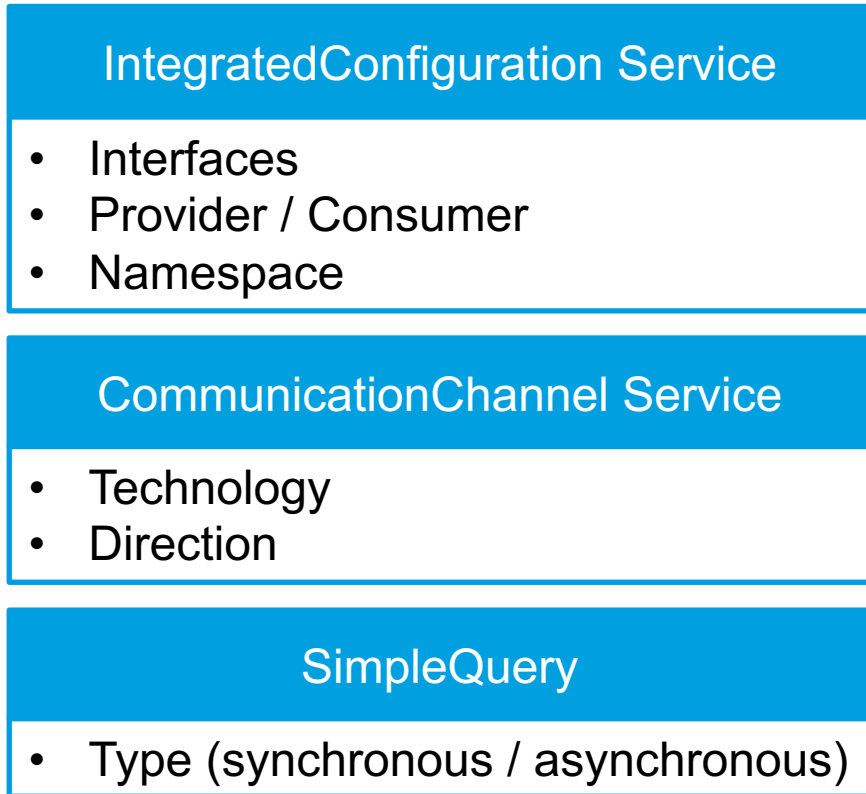 IntegratedConfiguration Service
• Interfaces
• Provider / Consumer
• Namespace
CommunicationChannel Service
• Technology
• Direction
SimpleQuery
• Type (synchronous / asynchronous)